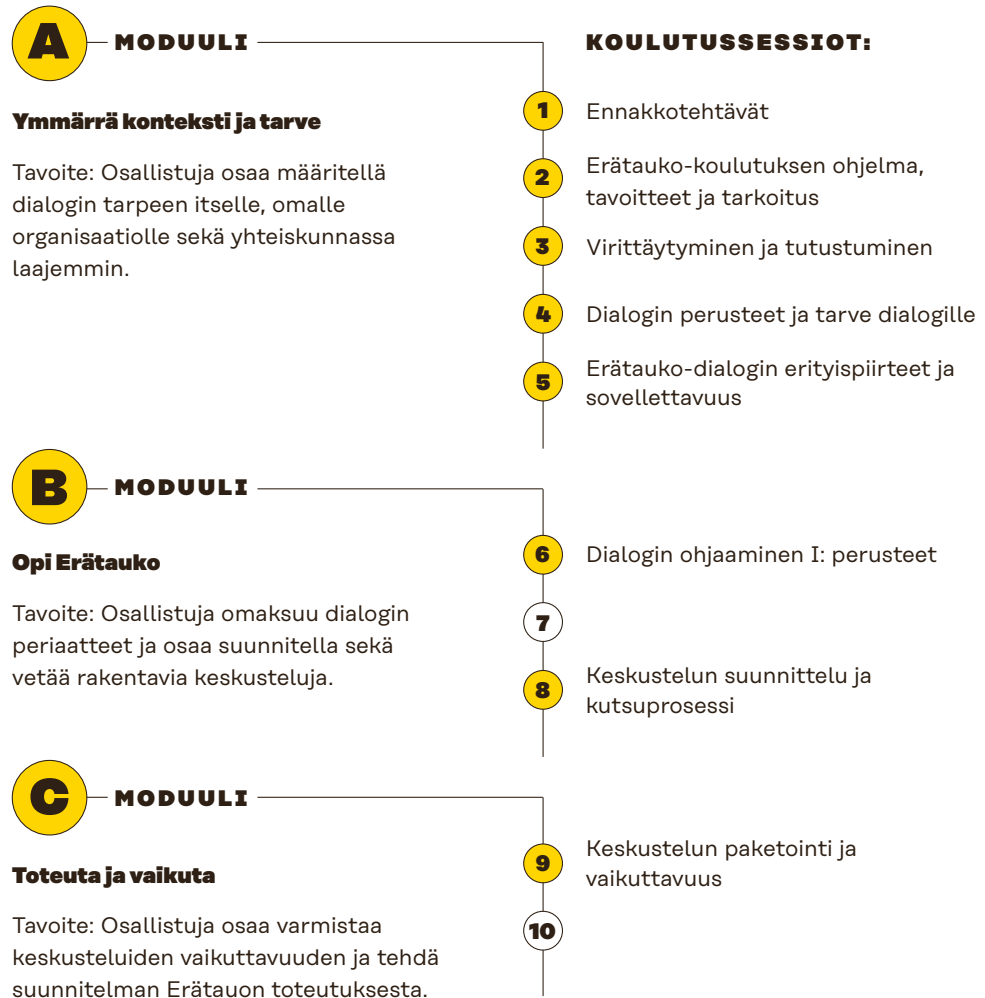 A MODUULI
Ymmärrä konteksti ja tarve
Tavoite: Osallistuja osaa määritellä
dialogin tarpeen itselle, omalle
organisaatiolle sekä yhteiskunnassa
laajemmin.
KOULUTUSSESSIOT:
1 Ennakkotehtävät
2 Erätauko-koulutuksen ohjelma,
tavoitteet ja tarkoitus
3 Virittäytyminen ja tutustuminen
4 Dialogin perusteet ja tarve dialogille
5 Erätauko-dialogin erityispiirteet ja
sovellettavuus
B MODUULI
Opi Erätauko
Tavoite: Osallistuja omaksuu dialogin
periaatteet ja osaa suunnitella sekä
vetää rakentavia keskusteluja.
6 Dialogin ohjaaminen I: perusteet
7
8 Keskustelun suunnittelu ja
kutsuprosessi
C MODUULI
Toteuta ja vaikuta
Tavoite: Osallistuja osaa varmistaa
keskusteluiden vaikuttavuuden ja tehdä
suunnitelman Erätauon toteutuksesta.
9 Keskustelun paketointi ja
vaikuttavuus
10